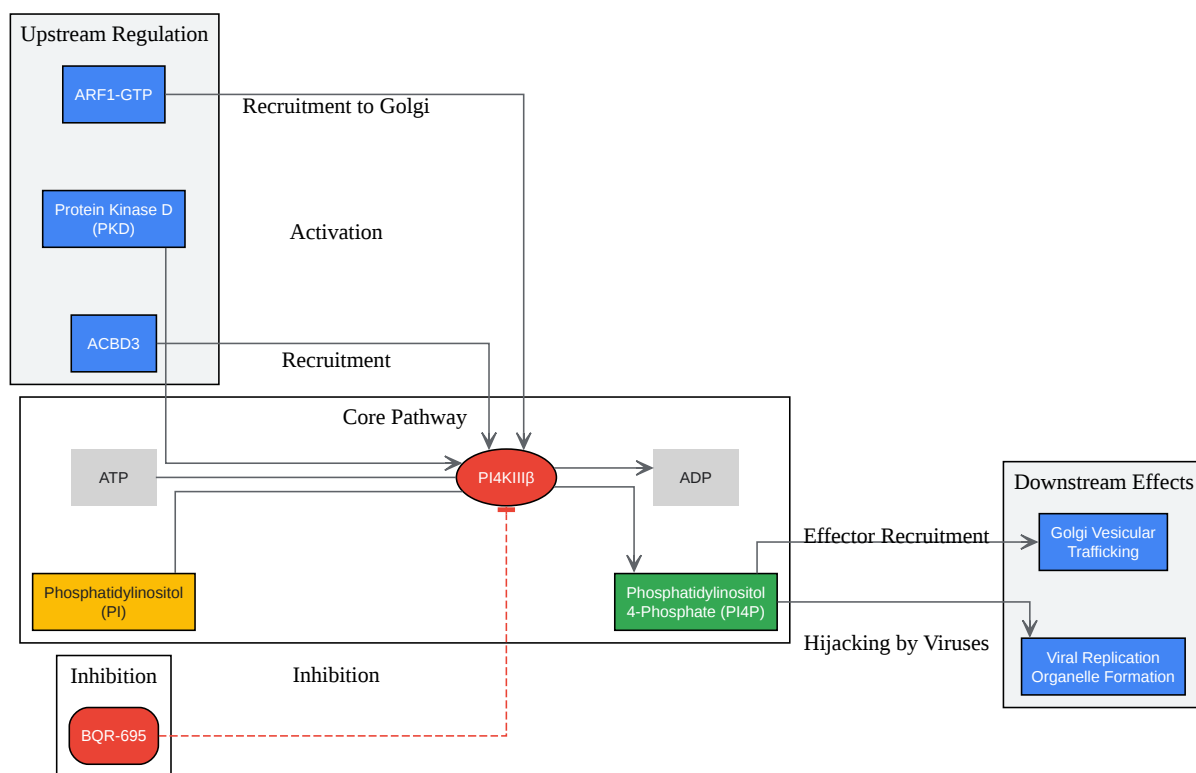 Upstream Regulation
ARF1-GTP
Recruitment to Golgi
Protein Kinase D
(PKD)
Activation
ACBD3
Recruitment
Core Pathway
ATP
PI4KIIIβ
ADP
Phosphatidylinositol
(PI)
Phosphatidylinositol
4-Phosphate (PI4P)
Downstream Effects
Effector Recruitment
Golgi Vesicular
Trafficking
Hijacking by Viruses
Viral Replication
Organelle Formation
Inhibition
Inhibition
BQR-695